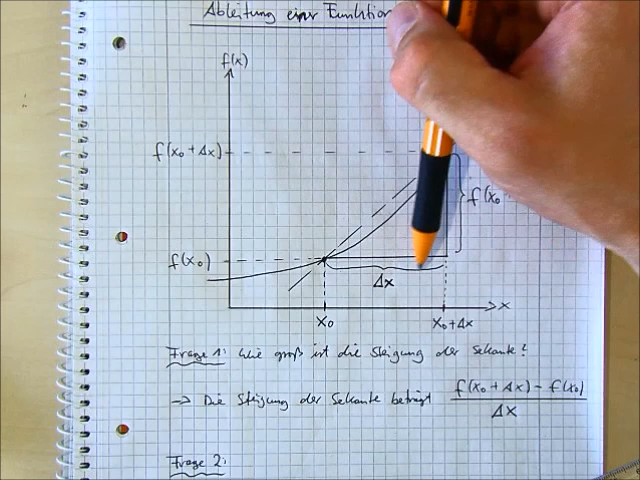 Ableitung einer Funktion
f(x)
f(x₀+Δx)
f(x₀
f(x₀)
Δx
x
x₀
x₀+Δx
Frage 1: Wie groß ist die Steigung der Sekante?
-> Die Steigung der Sekante beträgt (f(x₀+Δx) - f(x₀)) / Δx
Frage 2: